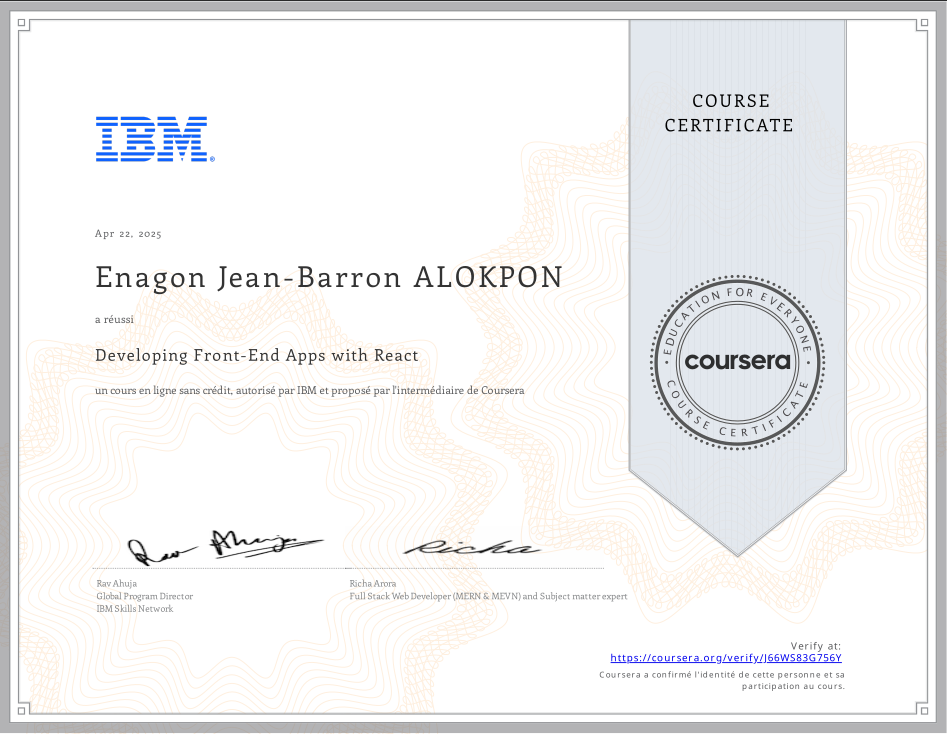 COURSE
CERTIFICATE
IBM®
Apr 22, 2025
Enagon Jean-Barron ALOKPON
a réussi
Developing Front-End Apps with React
un cours en ligne sans crédit, autorisé par IBM et proposé par l'intermédiaire de Coursera
EDUCATION FOR EVERYONE
coursera
COURSE CERTIFICATE
Rav Ahuja
Richa
Rav Ahuja
Global Program Director
IBM Skills Network
Richa Arora
Full Stack Web Developer (MERN & MEVN) and Subject matter expert
Verify at:
https://coursera.org/verify/J66WS83G756Y
Coursera a confirmé l'identité de cette personne et sa
participation au cours.